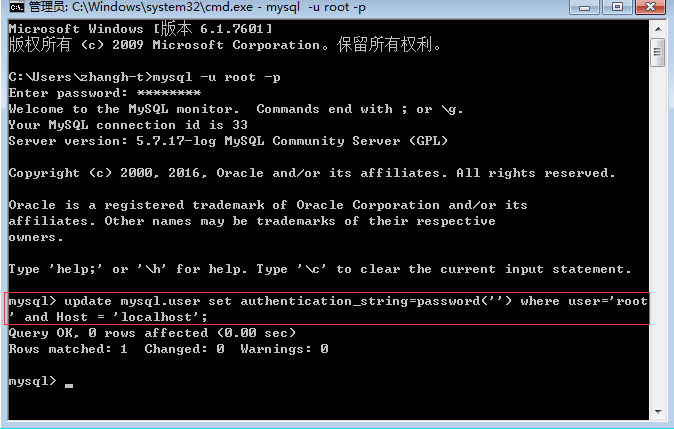 管理员: C:\Windows\system32\cmd.exe - mysql  -u root -p
Microsoft Windows [版本 6.1.7601]
版权所有 (c) 2009 Microsoft Corporation。保留所有权利。
C:\Users\zhangh-t>mysql -u root -p
Enter password: ********
Welcome to the MySQL monitor.  Commands end with ; or \g.
Your MySQL connection id is 33
Server version: 5.7.17-log MySQL Community Server (GPL)
Copyright (c) 2000, 2016, Oracle and/or its affiliates. All rights reserved.
Oracle is a registered trademark of Oracle Corporation and/or its
affiliates. Other names may be trademarks of their respective
owners.
Type 'help;' or '\h' for help. Type '\c' to clear the current input statement.
mysql> update mysql.user set authentication_string=password('') where user='root
' and Host = 'localhost';
Query OK, 0 rows affected (0.00 sec)
Rows matched: 1  Changed: 0  Warnings: 0
mysql> _